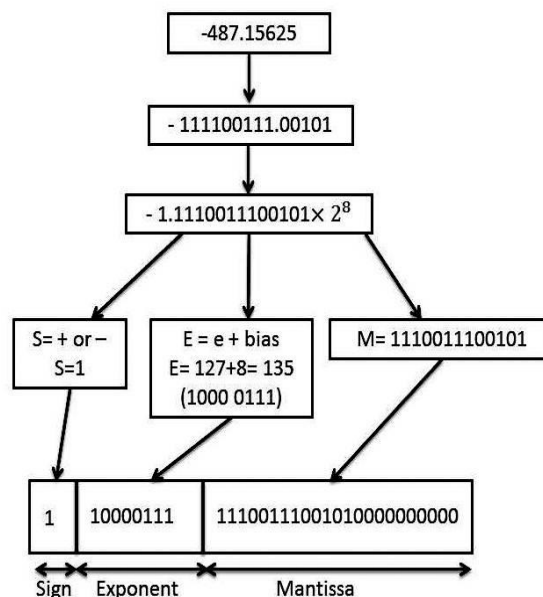 -487.15625
- 111100111.00101
- 1.1110011100101× 2⁸
S= + or –
S=1
E = e + bias
E= 127+8= 135
(1000 0111)
M= 1110011100101
1 10000111 11100111001010000000000
Sign Exponent Mantissa